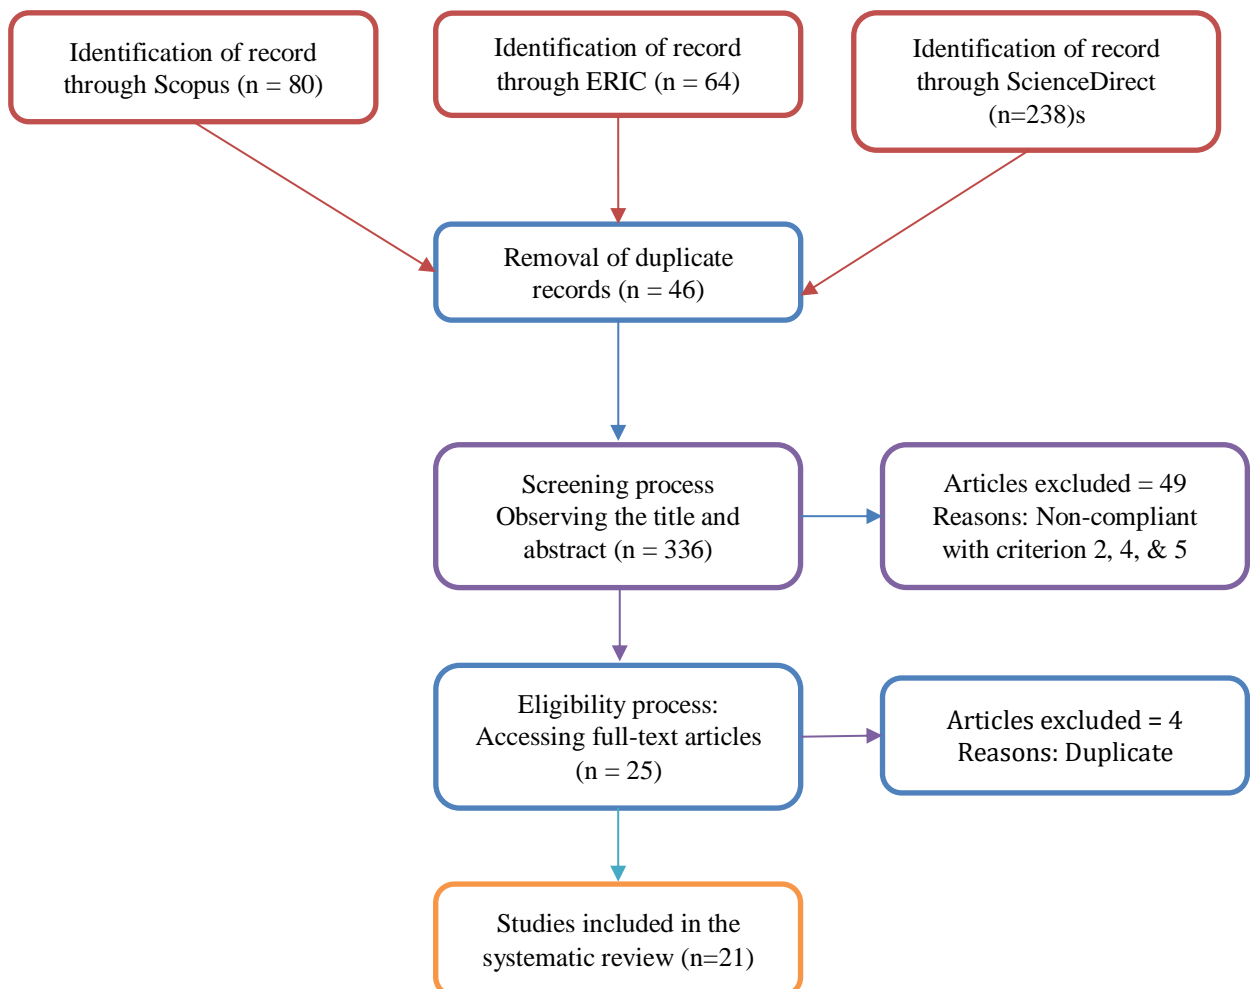 Identification of record
through Scopus (n = 80)
Identification of record
through ERIC (n = 64)
Identification of record
through ScienceDirect
(n=238)s
Removal of duplicate
records (n = 46)
Screening process
Observing the title and
abstract (n = 336)
Articles excluded = 49
Reasons: Non-compliant
with criterion 2, 4, & 5
Eligibility process:
Accessing full-text articles
(n = 25)
Articles excluded = 4
Reasons: Duplicate
Studies included in the
systematic review (n=21)